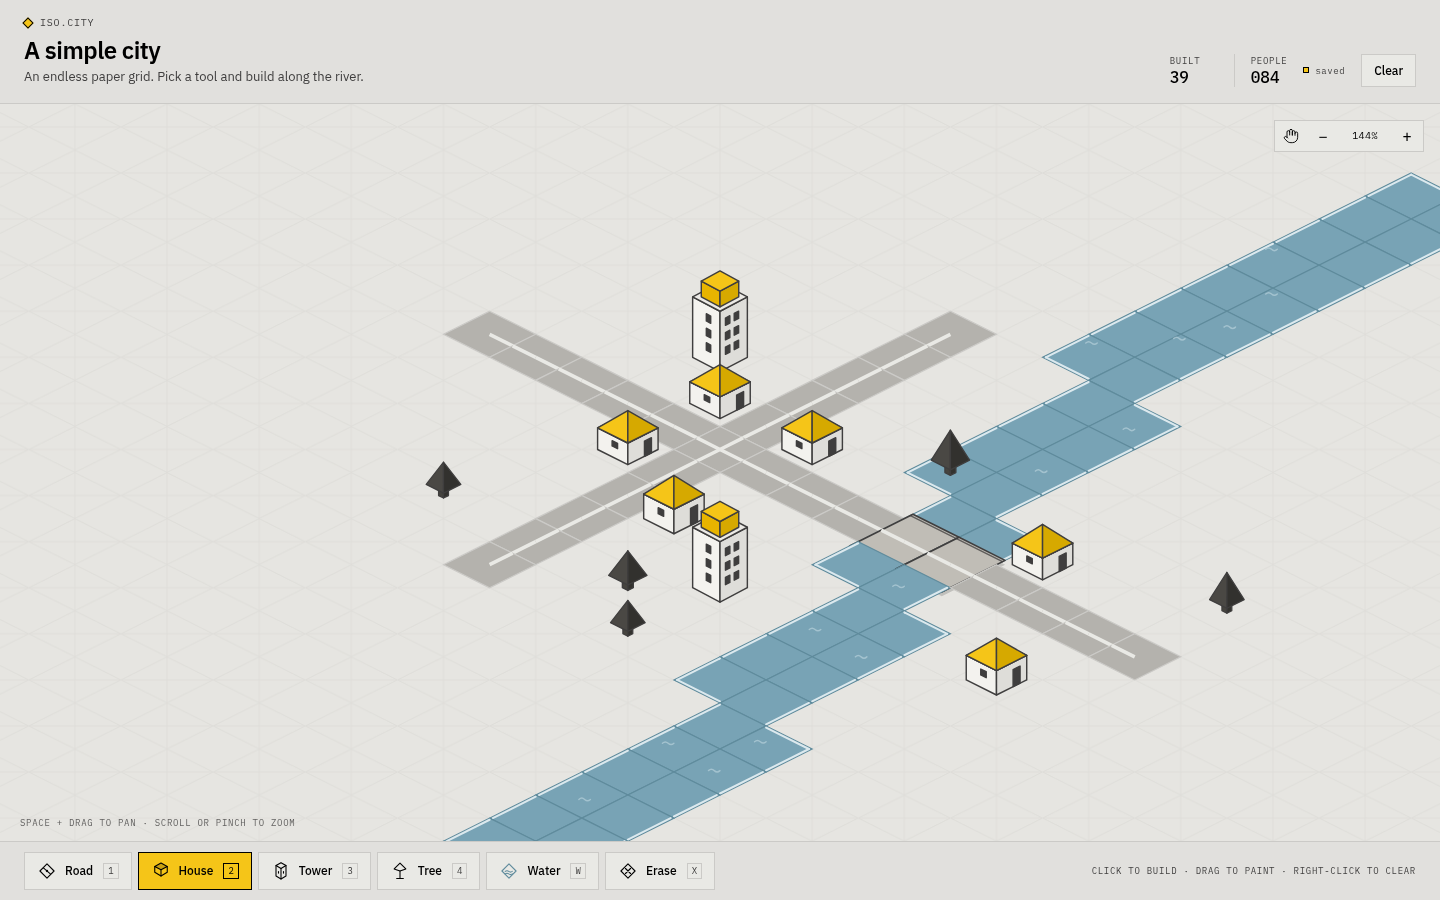 ISO.CITY
A simple city
An endless paper grid. Pick a tool and build along the river.
BUILT
39
PEOPLE
084
saved
Clear
− 144% +
SPACE + DRAG TO PAN · SCROLL OR PINCH TO ZOOM
Road 1
House 2
Tower 3
Tree 4
Water W
Erase X
CLICK TO BUILD · DRAG TO PAINT · RIGHT-CLICK TO CLEAR